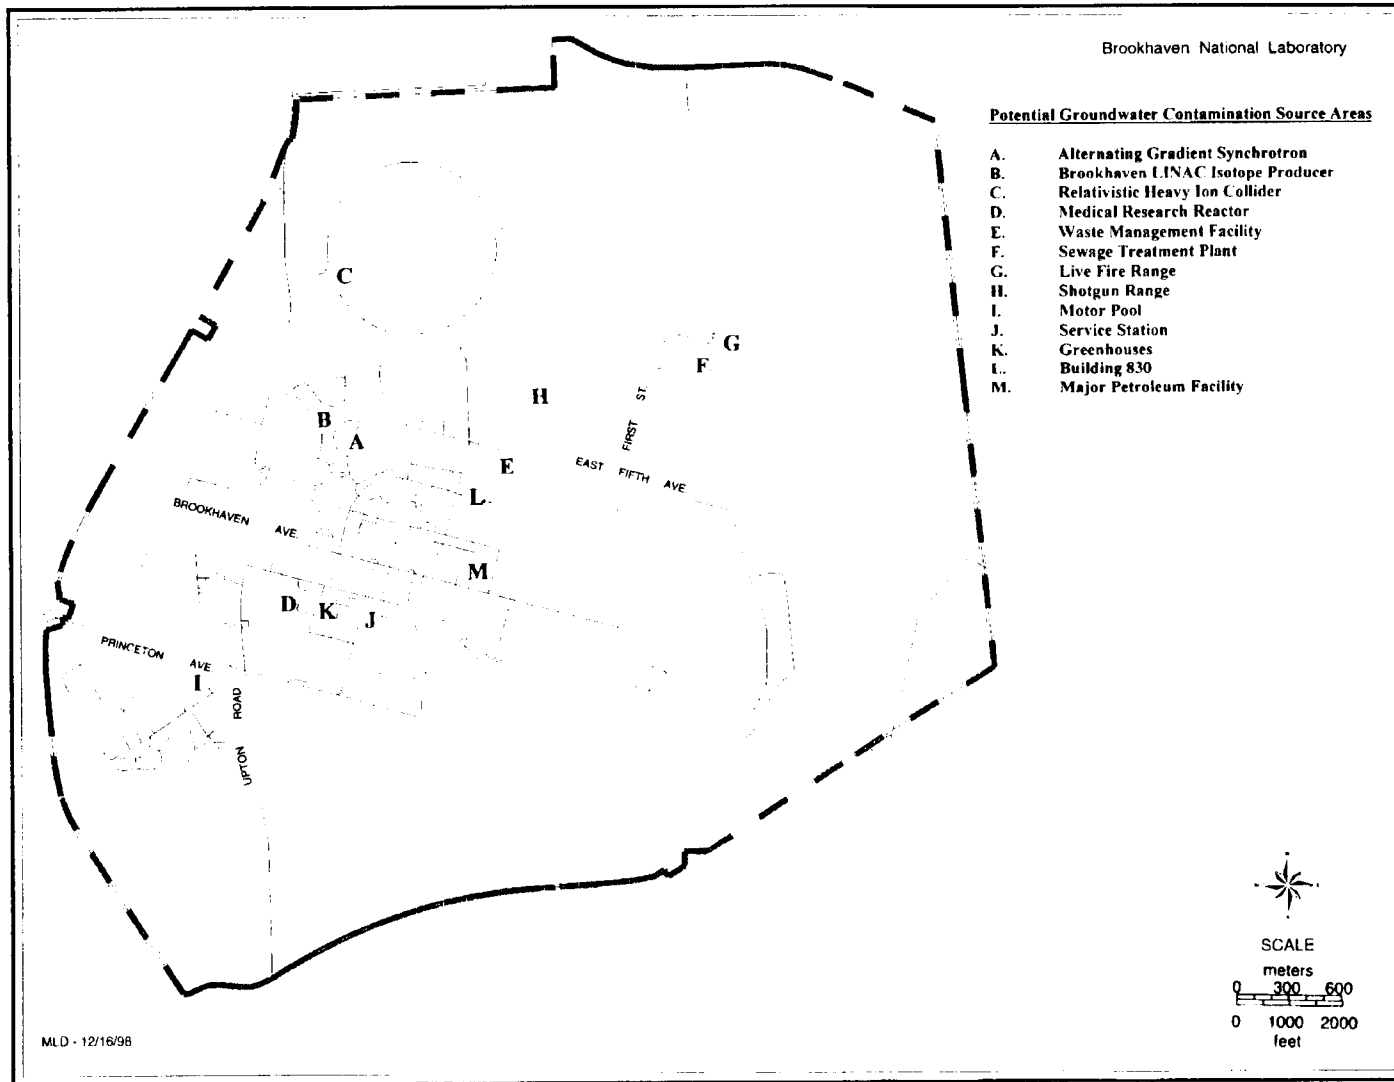 Brookhaven National Laboratory
Potential Groundwater Contamination Source Areas
A. Alternating Gradient Synchrotron
B. Brookhaven LINAC Isotope Producer
C. Relativistic Heavy Ion Collider
D. Medical Research Reactor
E. Waste Management Facility
F. Sewage Treatment Plant
G. Live Fire Range
H. Shotgun Range
I. Motor Pool
J. Service Station
K. Greenhouses
L. Building 830
M. Major Petroleum Facility
C
G
F
H
B
A
E
L
FIRST ST.
EAST FIFTH AVE.
BROOKHAVEN AVE.
M
D
K
J
PRINCETON AVE.
I
UPTON ROAD
SCALE
meters
0 300 600
0 1000 2000
feet
MLD - 12/16/98